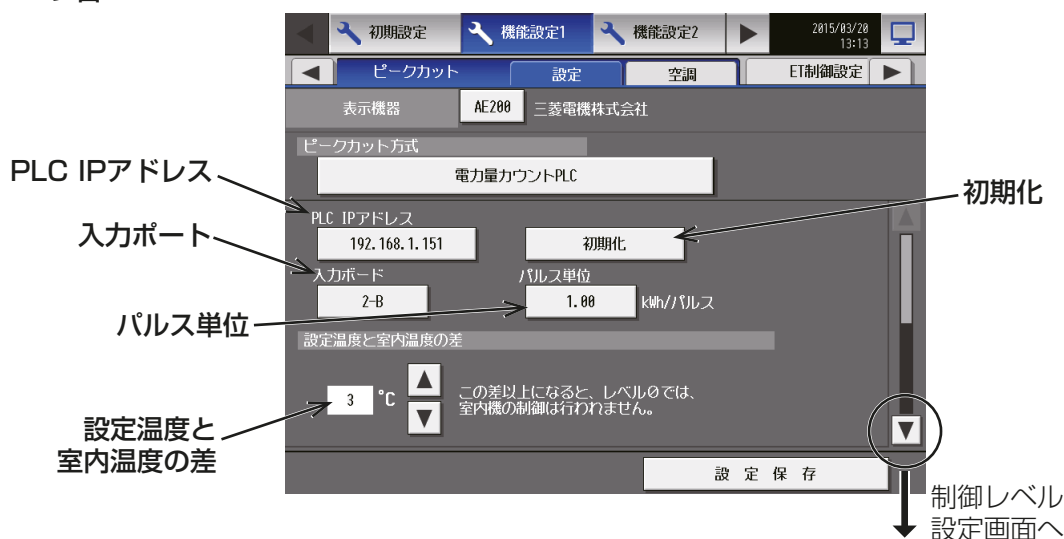 初期設定 機能設定1 機能設定2 2015/03/20
13:13
ピークカット 設定 空調 ET制御設定
表示機器 AE200 三菱電機株式会社
ピークカット方式
電力量カウントPLC
PLC IPアドレス
初期化
PLC IPアドレス
192.168.1.151 初期化
入力ポート
入力ボード パルス単位
2-B 1.00 kWh/パルス
パルス単位
設定温度と室内温度の差
3 °C この差以上になると、レベル0では、
室内機の制御は行われません。
設定温度と
室内温度の差
設 定 保 存
制御レベル
設定画面へ